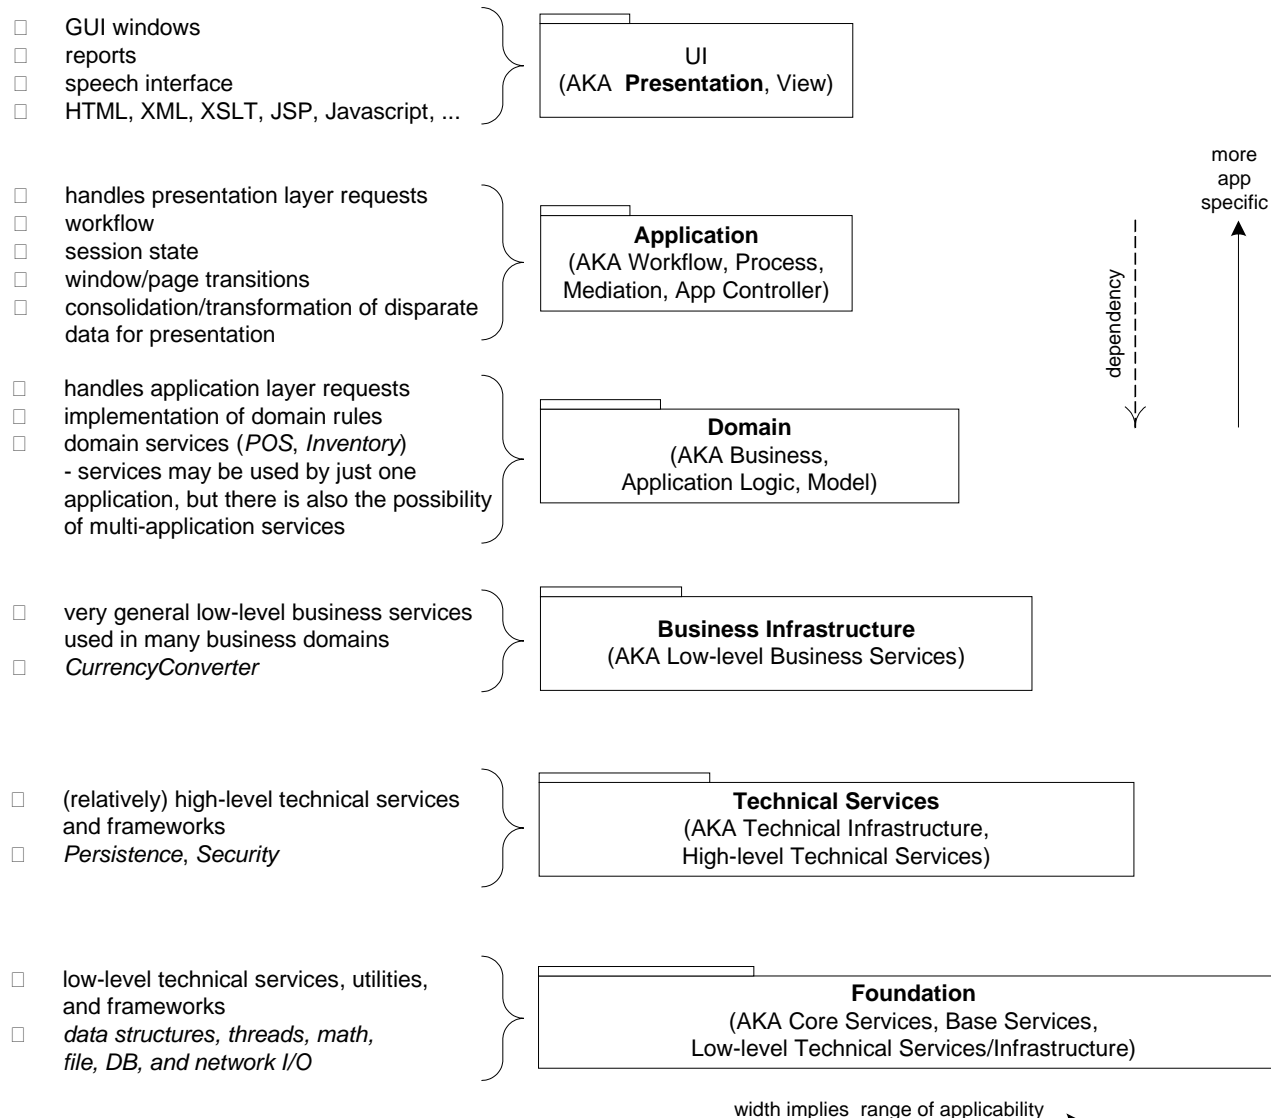 GUI windows
reports
speech interface
HTML, XML, XSLT, JSP, Javascript, ...
UI
(AKA Presentation, View)
more
app
specific
handles presentation layer requests
workflow
session state
window/page transitions
consolidation/transformation of disparate
data for presentation
Application
(AKA Workflow, Process,
Mediation, App Controller)
dependency
handles application layer requests
implementation of domain rules
domain services (POS, Inventory)
- services may be used by just one
application, but there is also the possibility
of multi-application services
Domain
(AKA Business,
Application Logic, Model)
very general low-level business services
used in many business domains
CurrencyConverter
Business Infrastructure
(AKA Low-level Business Services)
(relatively) high-level technical services
and frameworks
Persistence, Security
Technical Services
(AKA Technical Infrastructure,
High-level Technical Services)
low-level technical services, utilities,
and frameworks
data structures, threads, math,
file, DB, and network I/O
Foundation
(AKA Core Services, Base Services,
Low-level Technical Services/Infrastructure)
width implies range of applicability